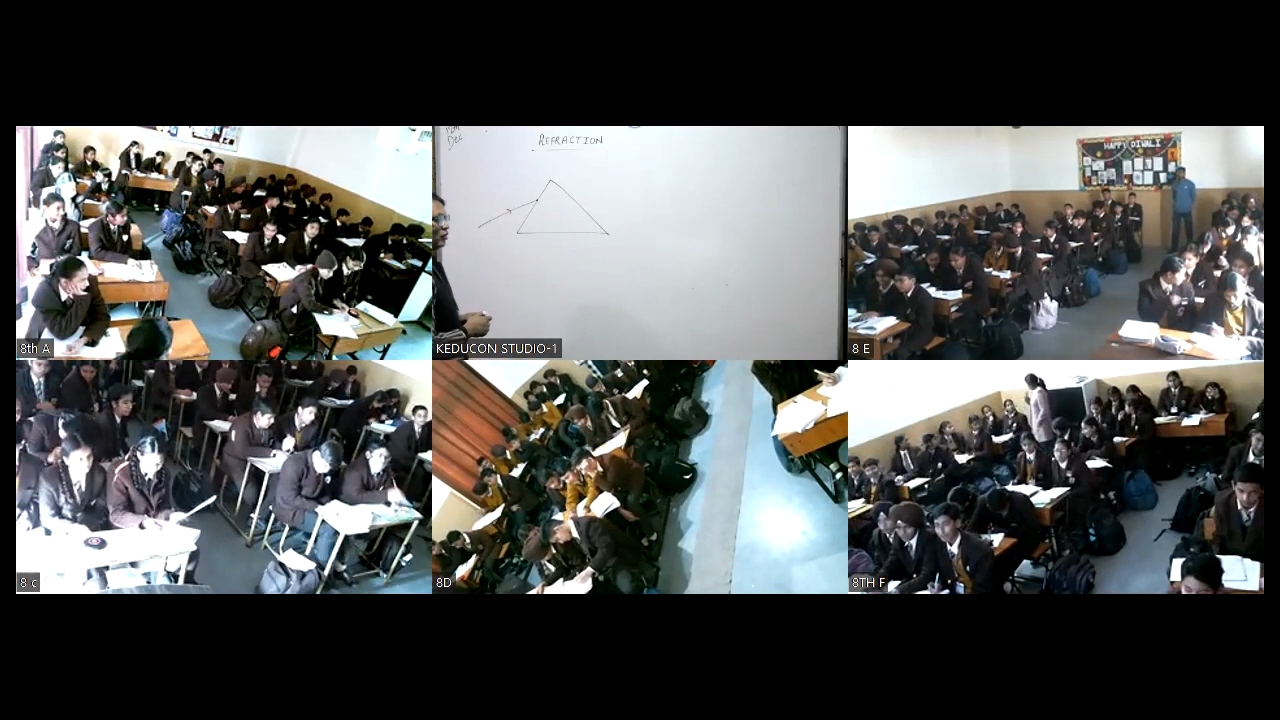 REFRACTION
HAPPY DIWALI
8th A
KEDUCON STUDIO-1
8 E
8 c
8D
8TH F